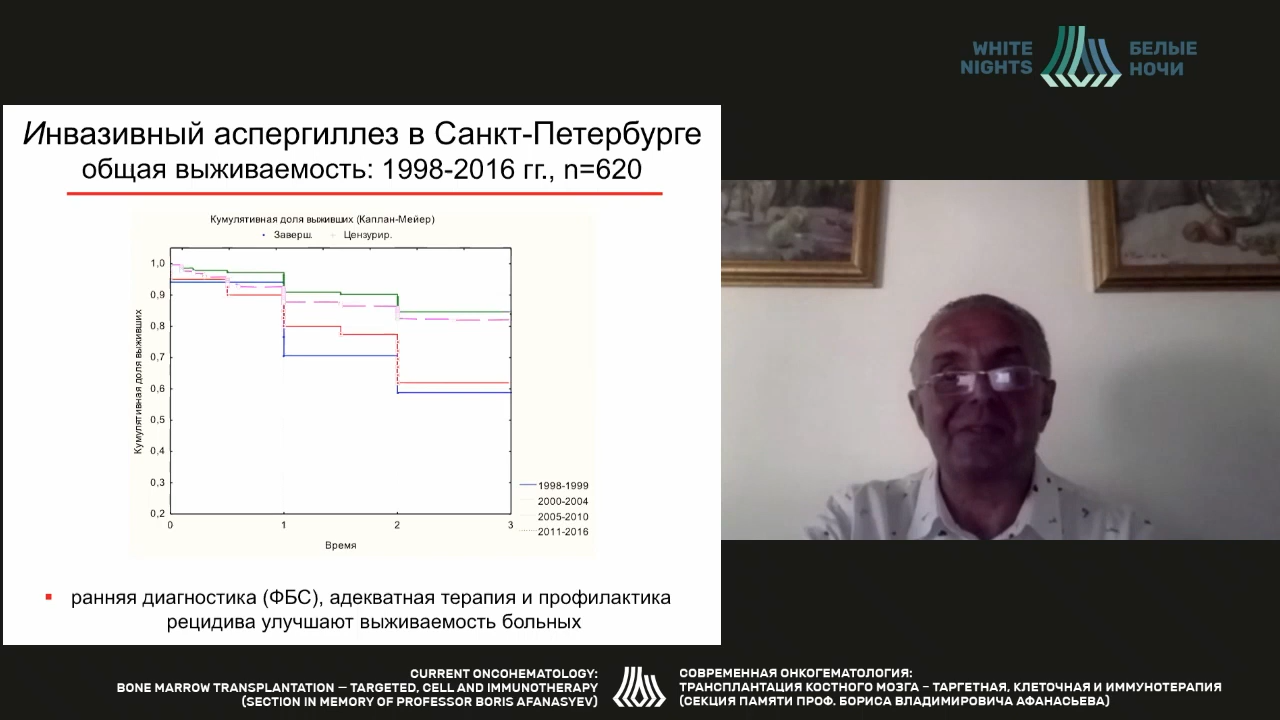 WHITE
NIGHTS
БЕЛЫЕ
НОЧИ
Инвазивный аспергиллез в Санкт-Петербурге
общая выживаемость: 1998-2016 гг., n=620
Кумулятивная доля выживших (Каплан-Мейер)
Заверш. Цензурир.
Кумулятивная доля выживших
1,0
0,9
0,8
0,7
0,6
0,5
0,4
0,3
0,2
0 1 2 3
Время
1998-1999
2000-2004
2005-2010
2011-2016
▪ ранняя диагностика (ФБС), адекватная терапия и профилактика
рецидива улучшают выживаемость больных
CURRENT ONCOHEMATOLOGY:
BONE MARROW TRANSPLANTATION — TARGETED, CELL AND IMMUNOTHERAPY
(SECTION IN MEMORY OF PROFESSOR BORIS AFANASYEV)
СОВРЕМЕННАЯ ОНКОГЕМАТОЛОГИЯ:
ТРАНСПЛАНТАЦИЯ КОСТНОГО МОЗГА – ТАРГЕТНАЯ, КЛЕТОЧНАЯ И ИММУНОТЕРАПИЯ
(СЕКЦИЯ ПАМЯТИ ПРОФ. БОРИСА ВЛАДИМИРОВИЧА АФАНАСЬЕВА)